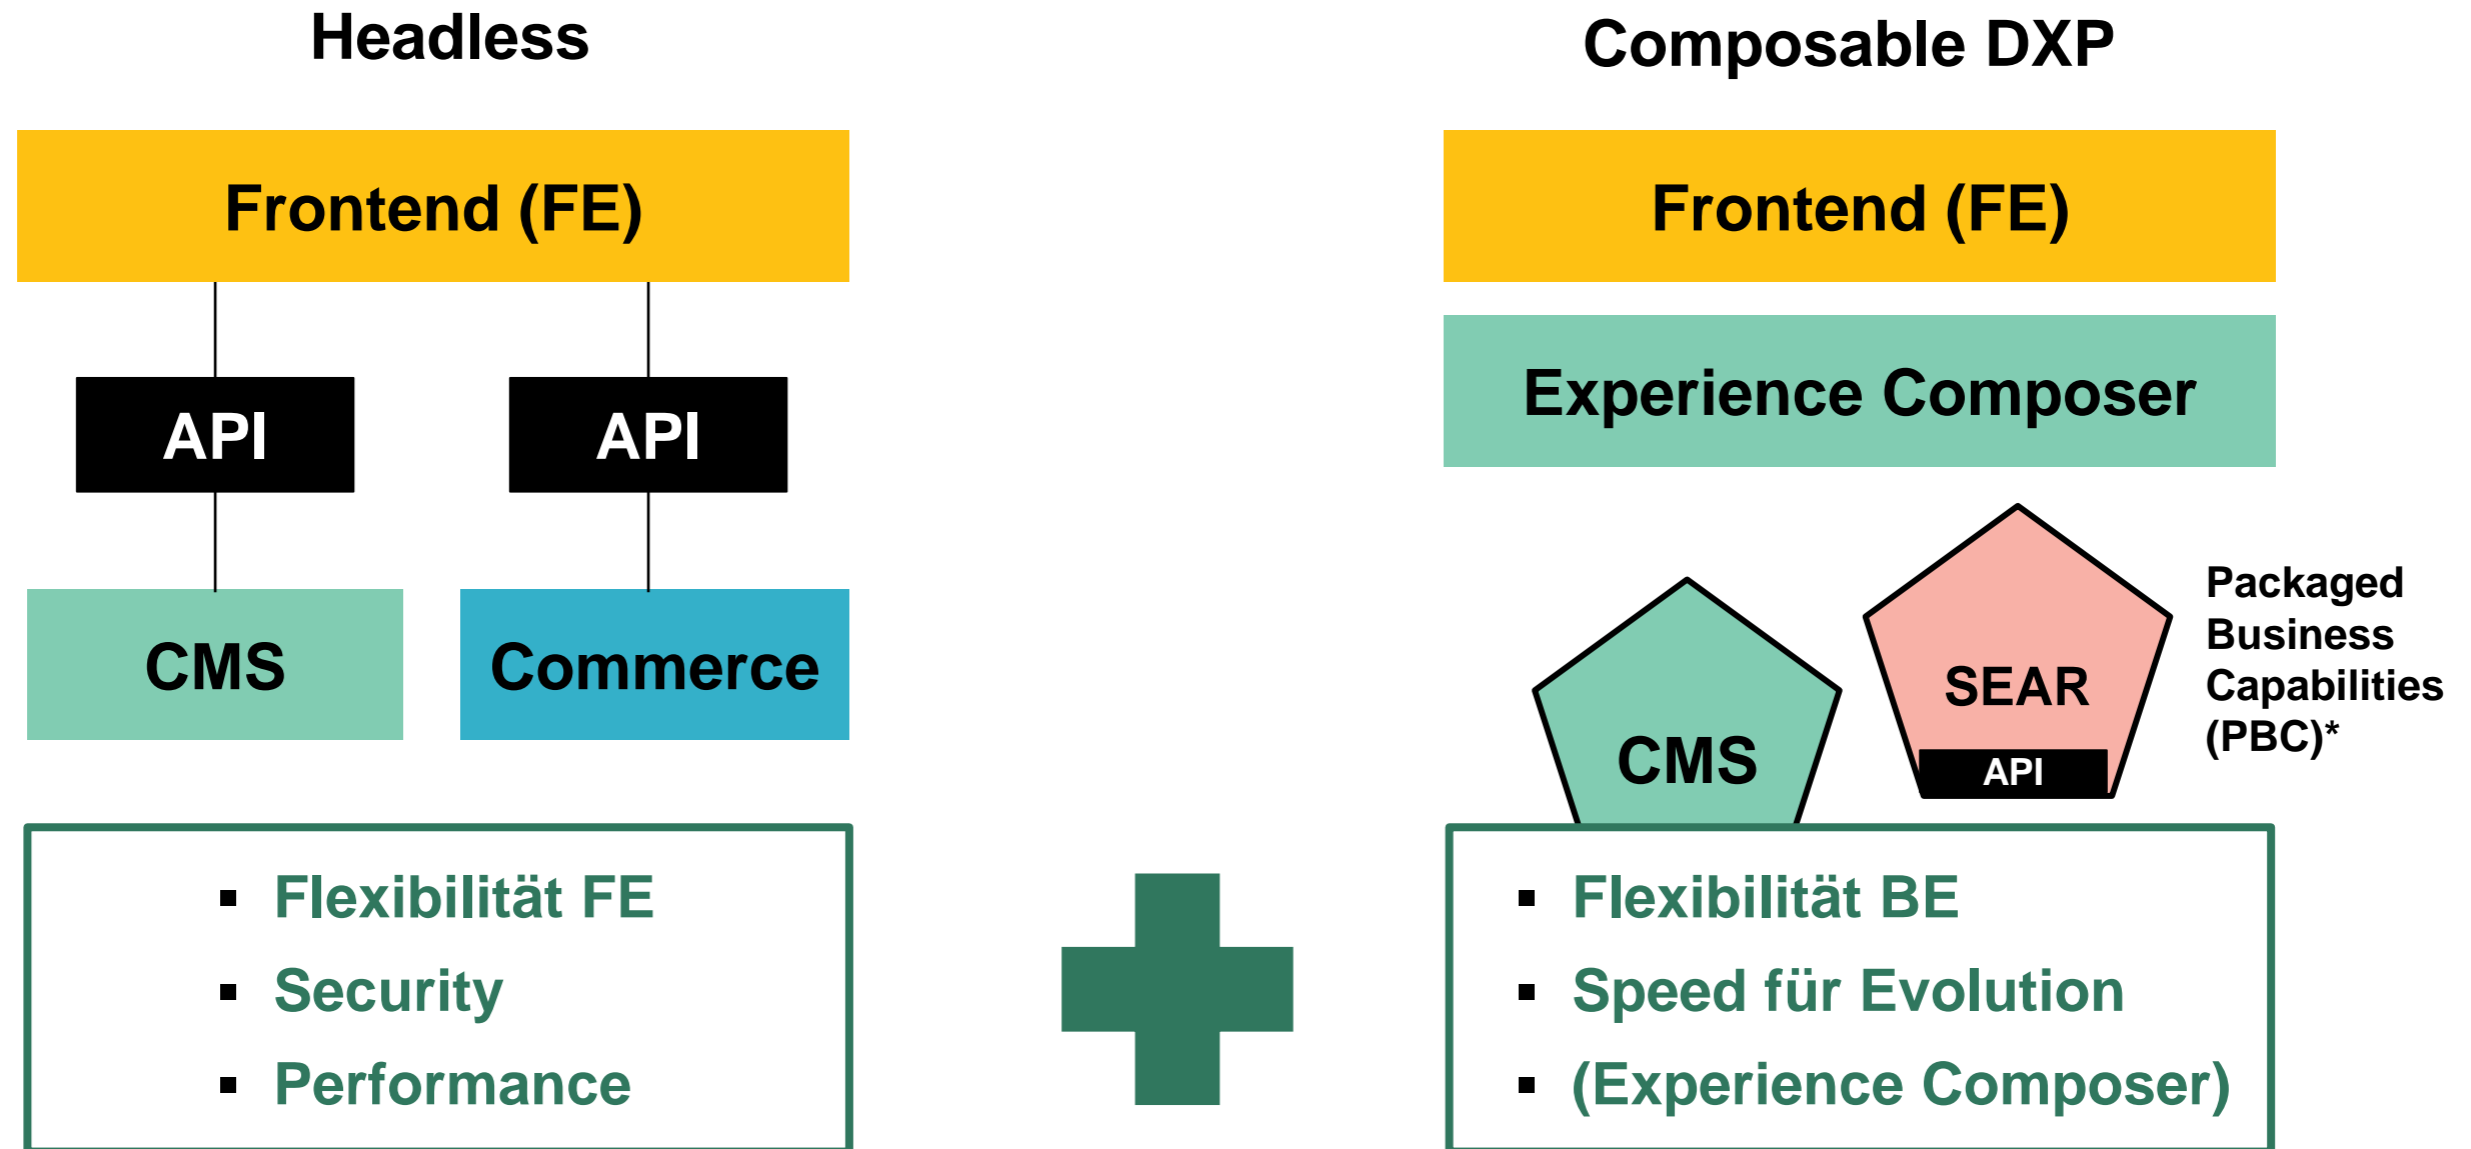 Headless
Frontend (FE)
API
API
CMS
Commerce
▪ Flexibilität FE
▪ Security
▪ Performance
Composable DXP
Frontend (FE)
Experience Composer
CMS
SEAR
API
Packaged
Business
Capabilities
(PBC)*
▪ Flexibilität BE
▪ Speed für Evolution
▪ (Experience Composer)